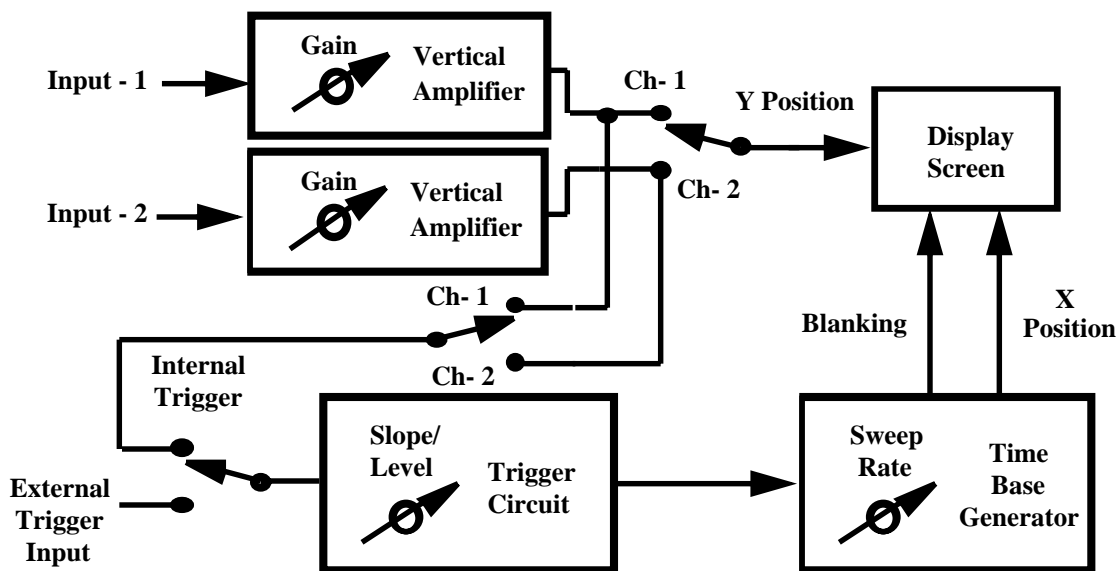 Input - 1
Gain
Vertical
Amplifier
Ch- 1
Y Position
Display
Screen
Input - 2
Gain
Vertical
Amplifier
Ch- 2
Ch- 1
Ch- 2
Blanking
X
Position
Internal
Trigger
External
Trigger
Input
Slope/
Level
Trigger
Circuit
Sweep
Rate
Time
Base
Generator